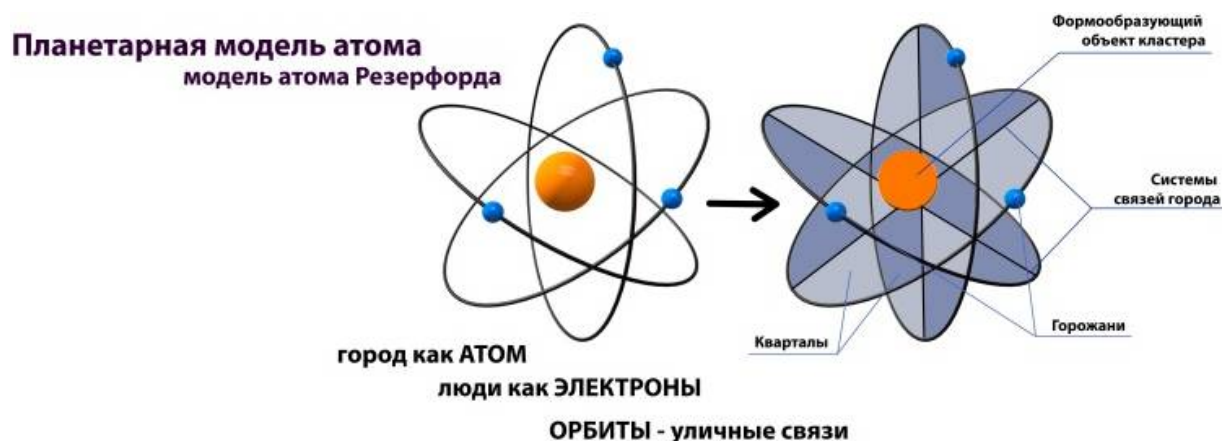 Планетарная модель атома
модель атома Резерфорда
Формообразующий
объект кластера
Системы
связей города
Горожани
Кварталы
город как АТОМ
люди как ЭЛЕКТРОНЫ
ОРБИТЫ - уличные связи